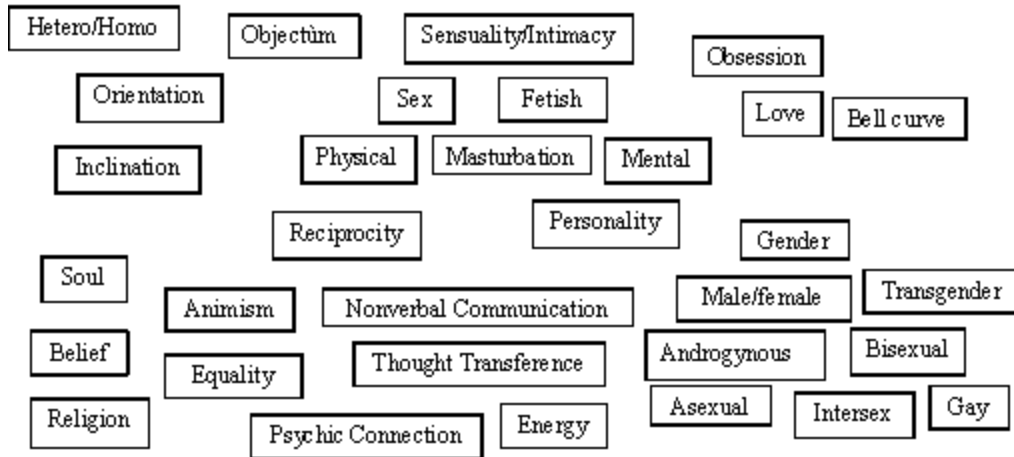 Hetero/Homo
Objectùm
Sensuality/Intimacy
Obsession
Orientation
Sex
Fetish
Love
Bell curve
Inclination
Physical
Masturbation
Mental
Reciprocity
Personality
Gender
Soul
Animism
Nonverbal Communication
Male/female
Transgender
Belief
Equality
Thought Transference
Androgynous
Bisexual
Religion
Psychic Connection
Energy
Asexual
Intersex
Gay